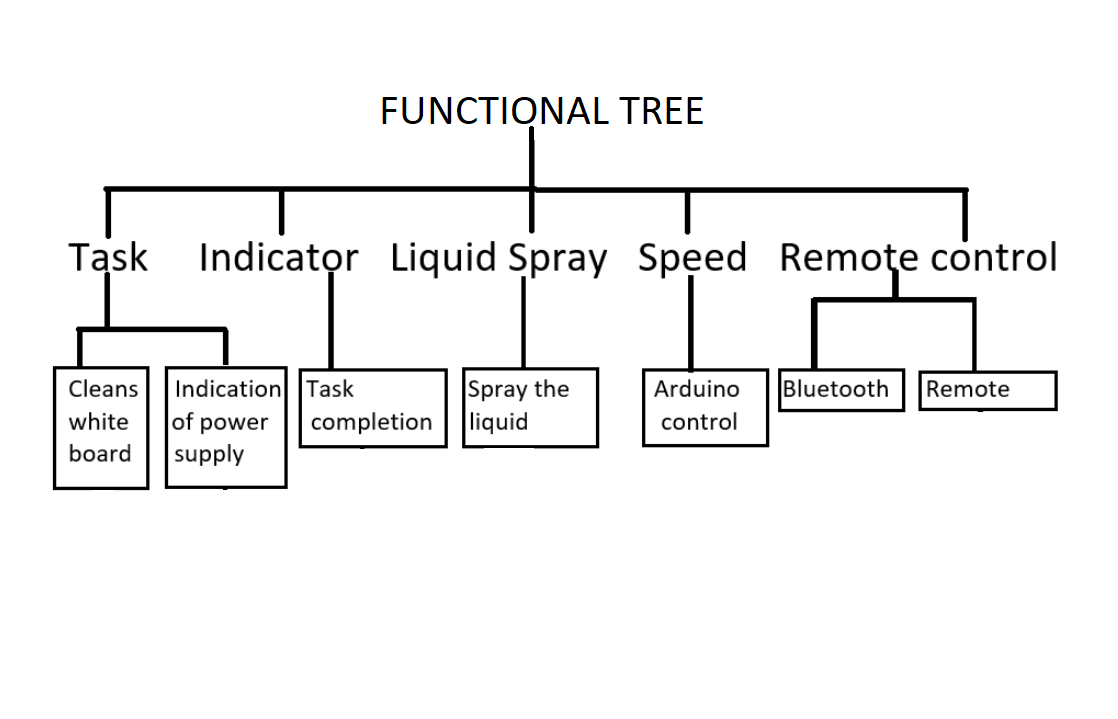 FUNCTIONAL TREE
Task
Indicator
Liquid Spray
Speed
Remote control
Cleans
white
board
Indication
of power
supply
Task
completion
Spray the
liquid
Arduino
control
Bluetooth
Remote